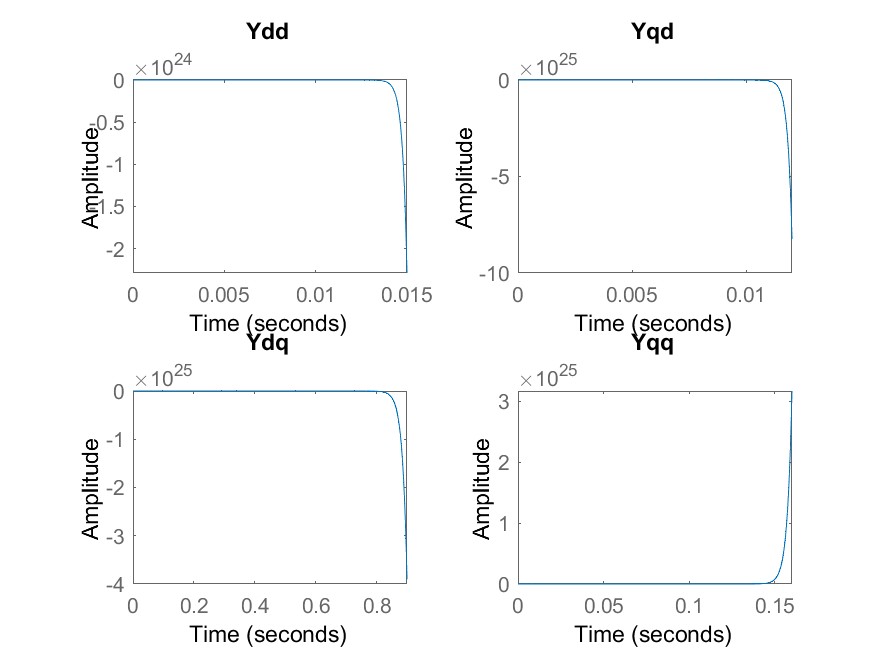 Ydd
Yqd
×10^24
×10^25
0
-0.5
-1
-1.5
-2
Amplitude
0 0.005 0.01 0.015
Time (seconds)
0
-5
-10
Amplitude
0 0.005 0.01
Time (seconds)
Ydq
Yqq
×10^25
×10^25
0
-1
-2
-3
-4
Amplitude
0 0.2 0.4 0.6 0.8
Time (seconds)
3
2
1
0
Amplitude
0 0.05 0.1 0.15
Time (seconds)